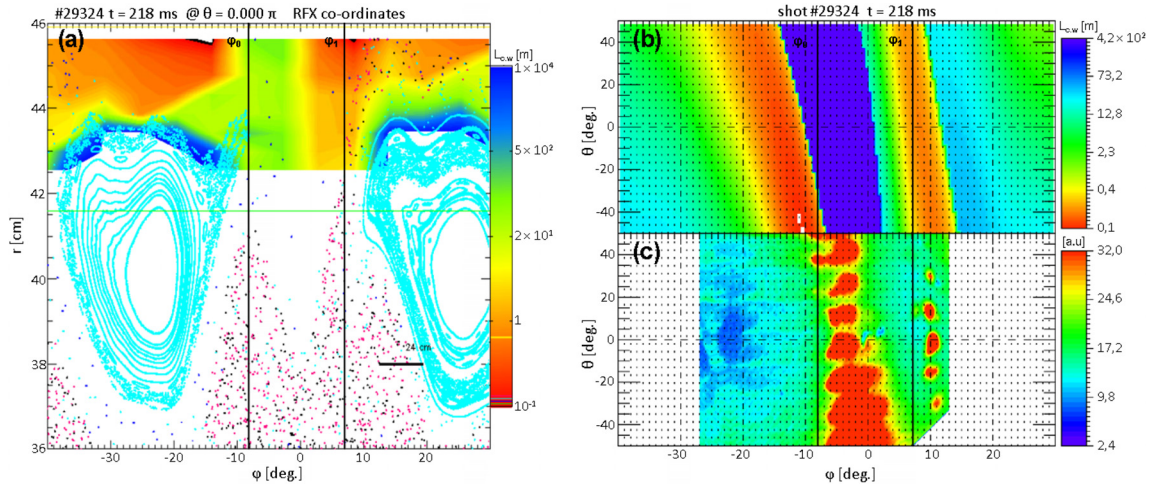 #29324 t = 218 ms @ θ = 0.000 π RFX co-ordinates
(a)
φ₀
φ₁
L_c,w [m]
46
44
42
40
38
36
r [cm]
1×10⁴
5×10²
2×10¹
1
10⁻¹
24 cm
-30
-20
-10
0
10
20
φ [deg.]
shot #29324 t = 218 ms
(b)
φ₀
φ₁
L_c,w [m]
40
20
0
-20
-40
θ [deg.]
4,2×10²
73,2
12,8
2,3
0,4
0,1
(c)
[a.u]
40
20
0
-20
-40
θ [deg.]
32,0
24,6
17,2
9,8
2,4
-20
-10
0
10
20
φ [deg.]